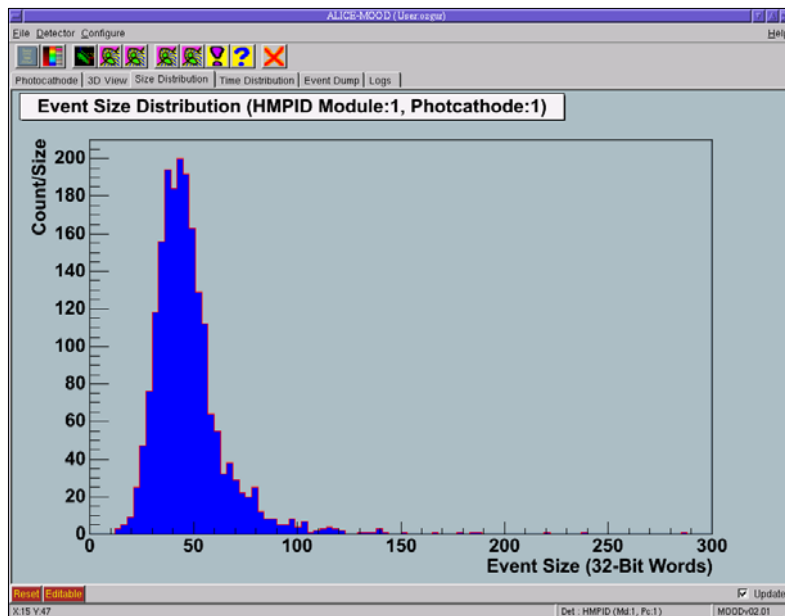 ALICE-MOOD (User:ozgur)
File Detector Configure Help
Photocathode 3D View Size Distribution Time Distribution Event Dump Logs
Event Size Distribution (HMPID Module:1, Photcathode:1)
Count/Size
200
180
160
140
120
100
80
60
40
20
0
0 50 100 150 200 250 300
Event Size (32-Bit Words)
Reset Editable Update
X:15 Y:47 Det : HMPID (Md:1, Pc:1) MOODv02.01